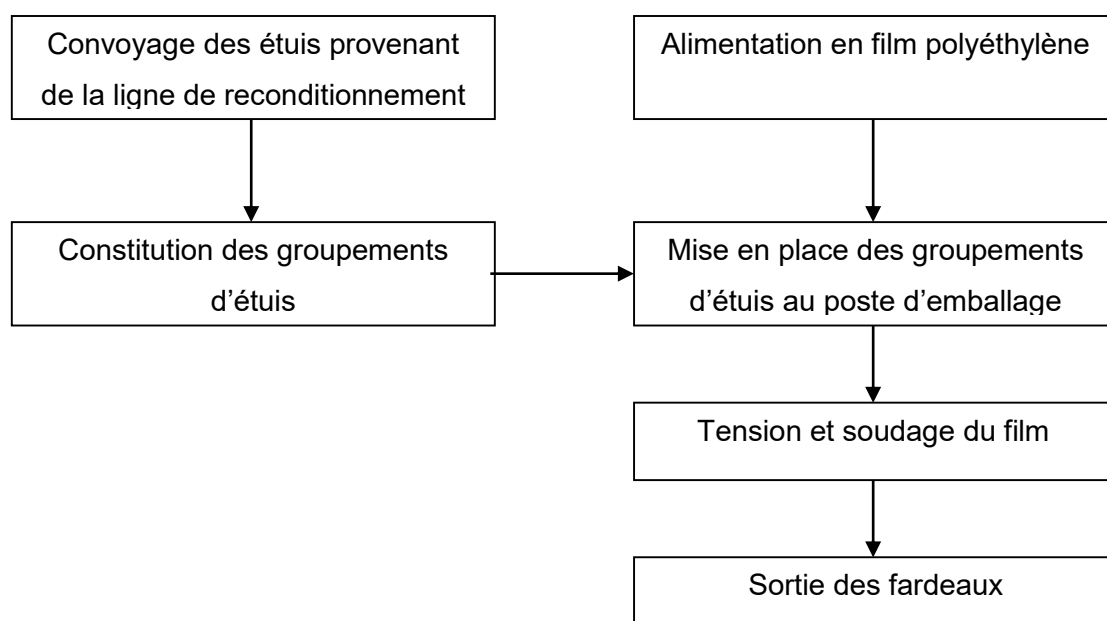 Convoyage des étuis provenant
de la ligne de reconditionnement
Alimentation en film polyéthylène
Constitution des groupements
d’étuis
Mise en place des groupements
d’étuis au poste d’emballage
Tension et soudage du film
Sortie des fardeaux